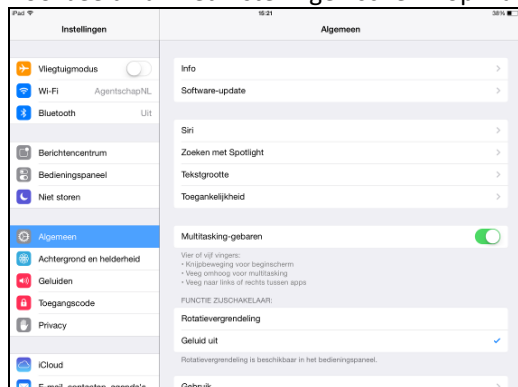 iPad 15:21 38%
Instellingen Algemeen
Vliegtuigmodus
Wi-Fi AgentschapNL
Bluetooth Uit
Berichtencentrum
Bedieningspaneel
Niet storen
Algemeen
Achtergrond en helderheid
Geluiden
Toegangscode
Privacy
iCloud
E-mail, contacten, agenda's
Info
Software-update
Siri
Zoeken met Spotlight
Tekstgrootte
Toegankelijkheid
Multitasking-gebaren
Vier of vijf vingers:
• Knijpbeweging voor beginscherm
• Veeg omhoog voor multitasking
• Veeg naar links of rechts tussen apps
FUNCTIE ZIJSCHAKELAAR:
Rotatievergrendeling
Geluid uit
Rotatievergrendeling is beschikbaar in het bedieningspaneel.
Gebruik